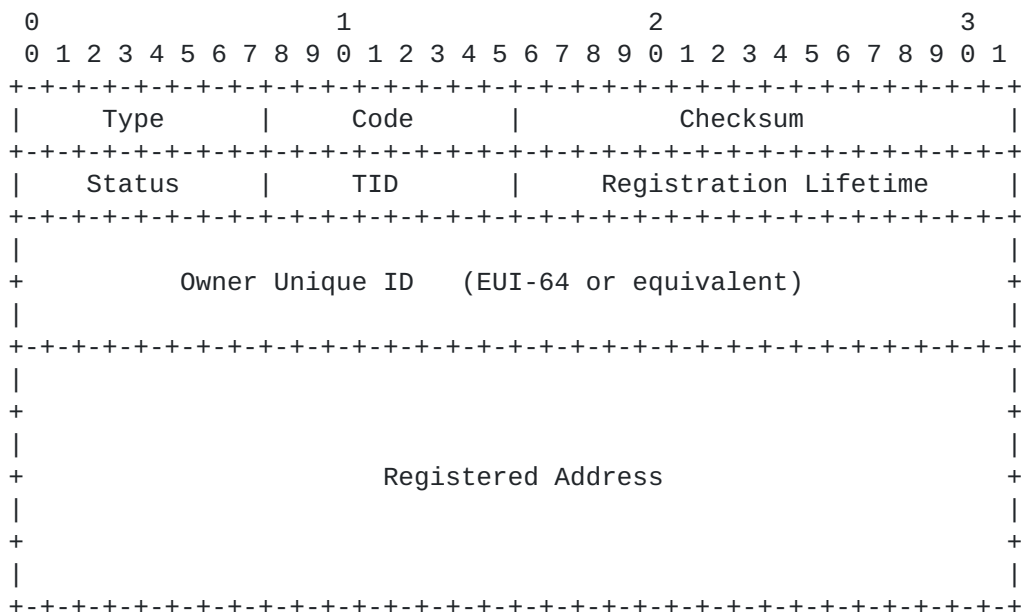 0                   1                   2                   3
 0 1 2 3 4 5 6 7 8 9 0 1 2 3 4 5 6 7 8 9 0 1 2 3 4 5 6 7 8 9 0 1
+-+-+-+-+-+-+-+-+-+-+-+-+-+-+-+-+-+-+-+-+-+-+-+-+-+-+-+-+-+-+-+-+
|     Type      |     Code      |          Checksum             |
+-+-+-+-+-+-+-+-+-+-+-+-+-+-+-+-+-+-+-+-+-+-+-+-+-+-+-+-+-+-+-+-+
|    Status     |     TID       |     Registration Lifetime     |
+-+-+-+-+-+-+-+-+-+-+-+-+-+-+-+-+-+-+-+-+-+-+-+-+-+-+-+-+-+-+-+-+
|                                                               |
+          Owner Unique ID   (EUI-64 or equivalent)             +
|                                                               |
+-+-+-+-+-+-+-+-+-+-+-+-+-+-+-+-+-+-+-+-+-+-+-+-+-+-+-+-+-+-+-+-+
|                                                               |
+                                                               +
|                                                               |
+                       Registered Address                      +
|                                                               |
+                                                               +
|                                                               |
+-+-+-+-+-+-+-+-+-+-+-+-+-+-+-+-+-+-+-+-+-+-+-+-+-+-+-+-+-+-+-+-+